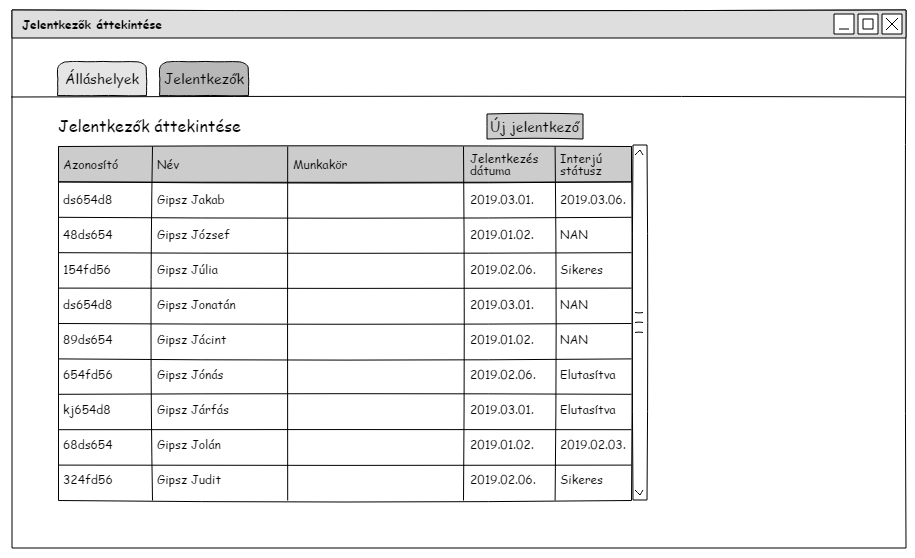 Jelentkezők áttekintése
Álláshelyek Jelentkezők
Jelentkezők áttekintése Új jelentkező
Azonosító Név Munkakör Jelentkezés dátuma Interjú státusz
ds654d8 Gipsz Jakab 2019.03.01. 2019.03.06.
48ds654 Gipsz József 2019.01.02. NAN
154fd56 Gipsz Júlia 2019.02.06. Sikeres
ds654d8 Gipsz Jonatán 2019.03.01. NAN
89ds654 Gipsz Jácint 2019.01.02. NAN
654fd56 Gipsz Jónás 2019.02.06. Elutasítva
kj654d8 Gipsz Járfás 2019.03.01. Elutasítva
68ds654 Gipsz Jolán 2019.01.02. 2019.02.03.
324fd56 Gipsz Judit 2019.02.06. Sikeres